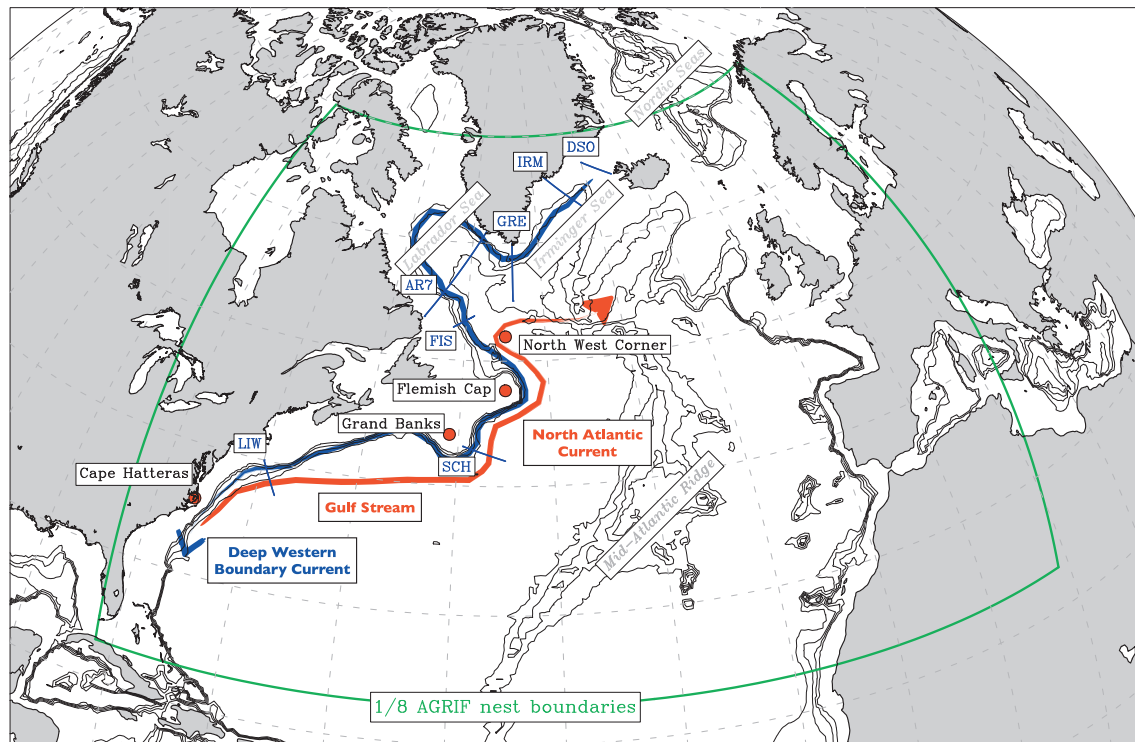 Nordic Seas
DSO
IRM
GRE
Labrador Sea
Irminger Sea
AR7
FIS
North West Corner
Flemish Cap
Grand Banks
North Atlantic
Current
LIW
SCH
Cape Hatteras
Gulf Stream
Mid-Atlantic Ridge
Deep Western
Boundary Current
1/8 AGRIF nest boundaries